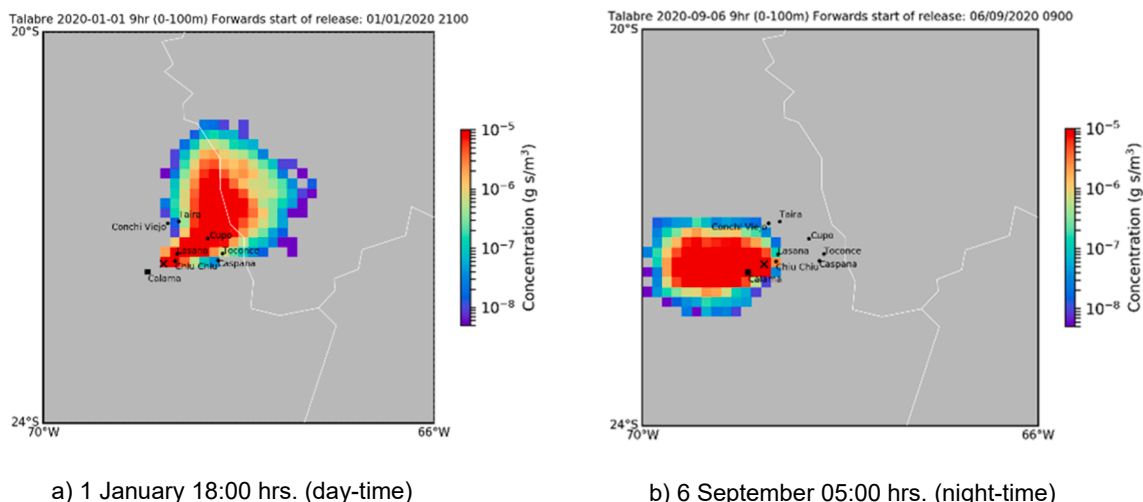 Talabre 2020-01-01 9hr (0-100m) Forwards start of release: 01/01/2020 2100
20°S
Taira
Conchi Viejo
Cupo
Lasana
Toconce
Chiu Chiu
Caspana
Calama
24°S
70°W
66°W
10⁻⁵
10⁻⁶
10⁻⁷
10⁻⁸
Concentration (g s/m³)
a) 1 January 18:00 hrs. (day-time)
Talabre 2020-09-06 9hr (0-100m) Forwards start of release: 06/09/2020 0900
20°S
Taira
Conchi Viejo
Cupo
Lasana
Toconce
Chiu Chiu
Caspana
Calama
24°S
70°W
66°W
10⁻⁵
10⁻⁶
10⁻⁷
10⁻⁸
Concentration (g s/m³)
b) 6 September 05:00 hrs. (night-time)